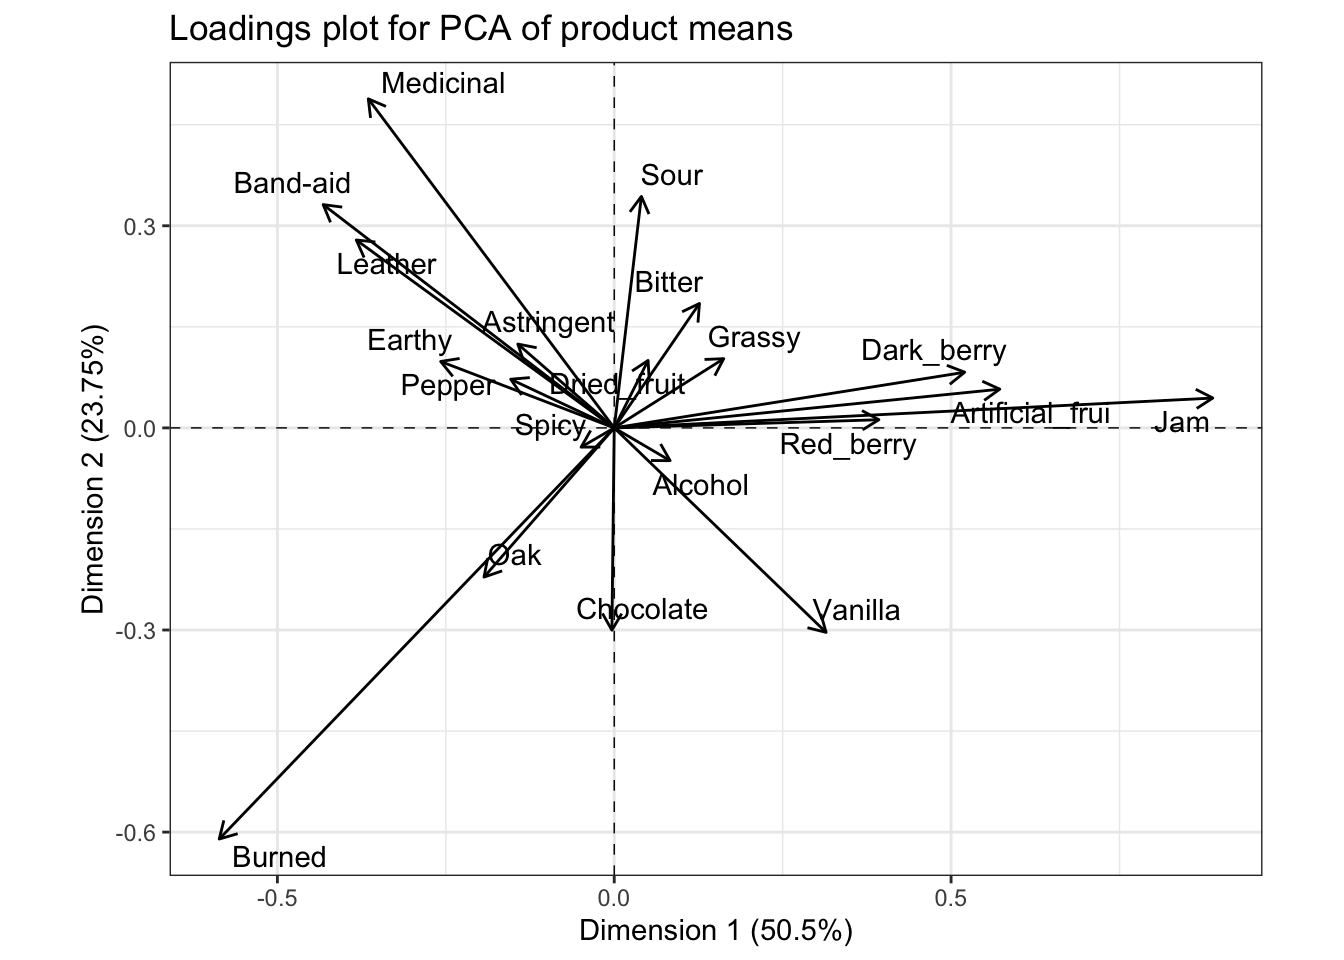 Loadings plot for PCA of product means
Medicinal
Band-aid
Sour
0.3
Leather
Bitter
Astringent
Earthy
Grassy
Dark_berry
Pepper
Dried_fruit
Artificial_frui
Jam
0.0
Spicy
Red_berry
Alcohol
Oak
Chocolate
Vanilla
-0.3
-0.6
Burned
Dimension 2 (23.75%)
-0.5
0.0
0.5
Dimension 1 (50.5%)